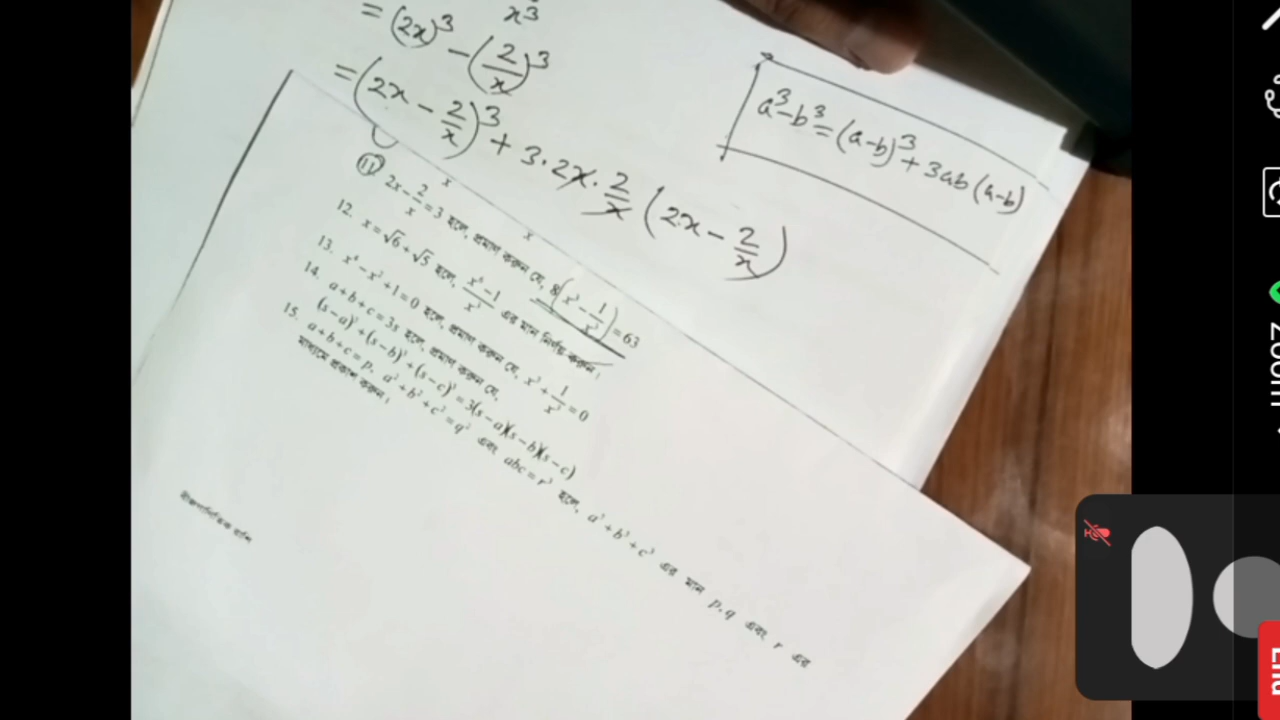 x³
= (2x)³ − (2/x)³
= (2x − 2/x)³ + 3·2x·2/x (2x − 2/x)
a³−b³=(a−b)³+3ab(a−b)
x
x
11 2x − 2/x = 3 হলে, প্রমাণ করুন যে, 8(x³ − 1/x³) = 63
12. x = √6 + √5 হলে, x⁶−1/x³ এর মান নির্ণয় করুন।
13. x⁴ − x² + 1 = 0 হলে, প্রমাণ করুন যে, x³ + 1/x³ = 0
14. a + b + c = 3s হলে, প্রমাণ করুন যে,
(s−a)³ + (s−b)³ + (s−c)³ = 3(s−a)(s−b)(s−c)
15. a + b + c = p, a² + b² + c² = q² এবং abc = r³ হলে, a³ + b³ + c³ এর মান p, q এবং r এর
মাধ্যমে প্রকাশ করুন।
End